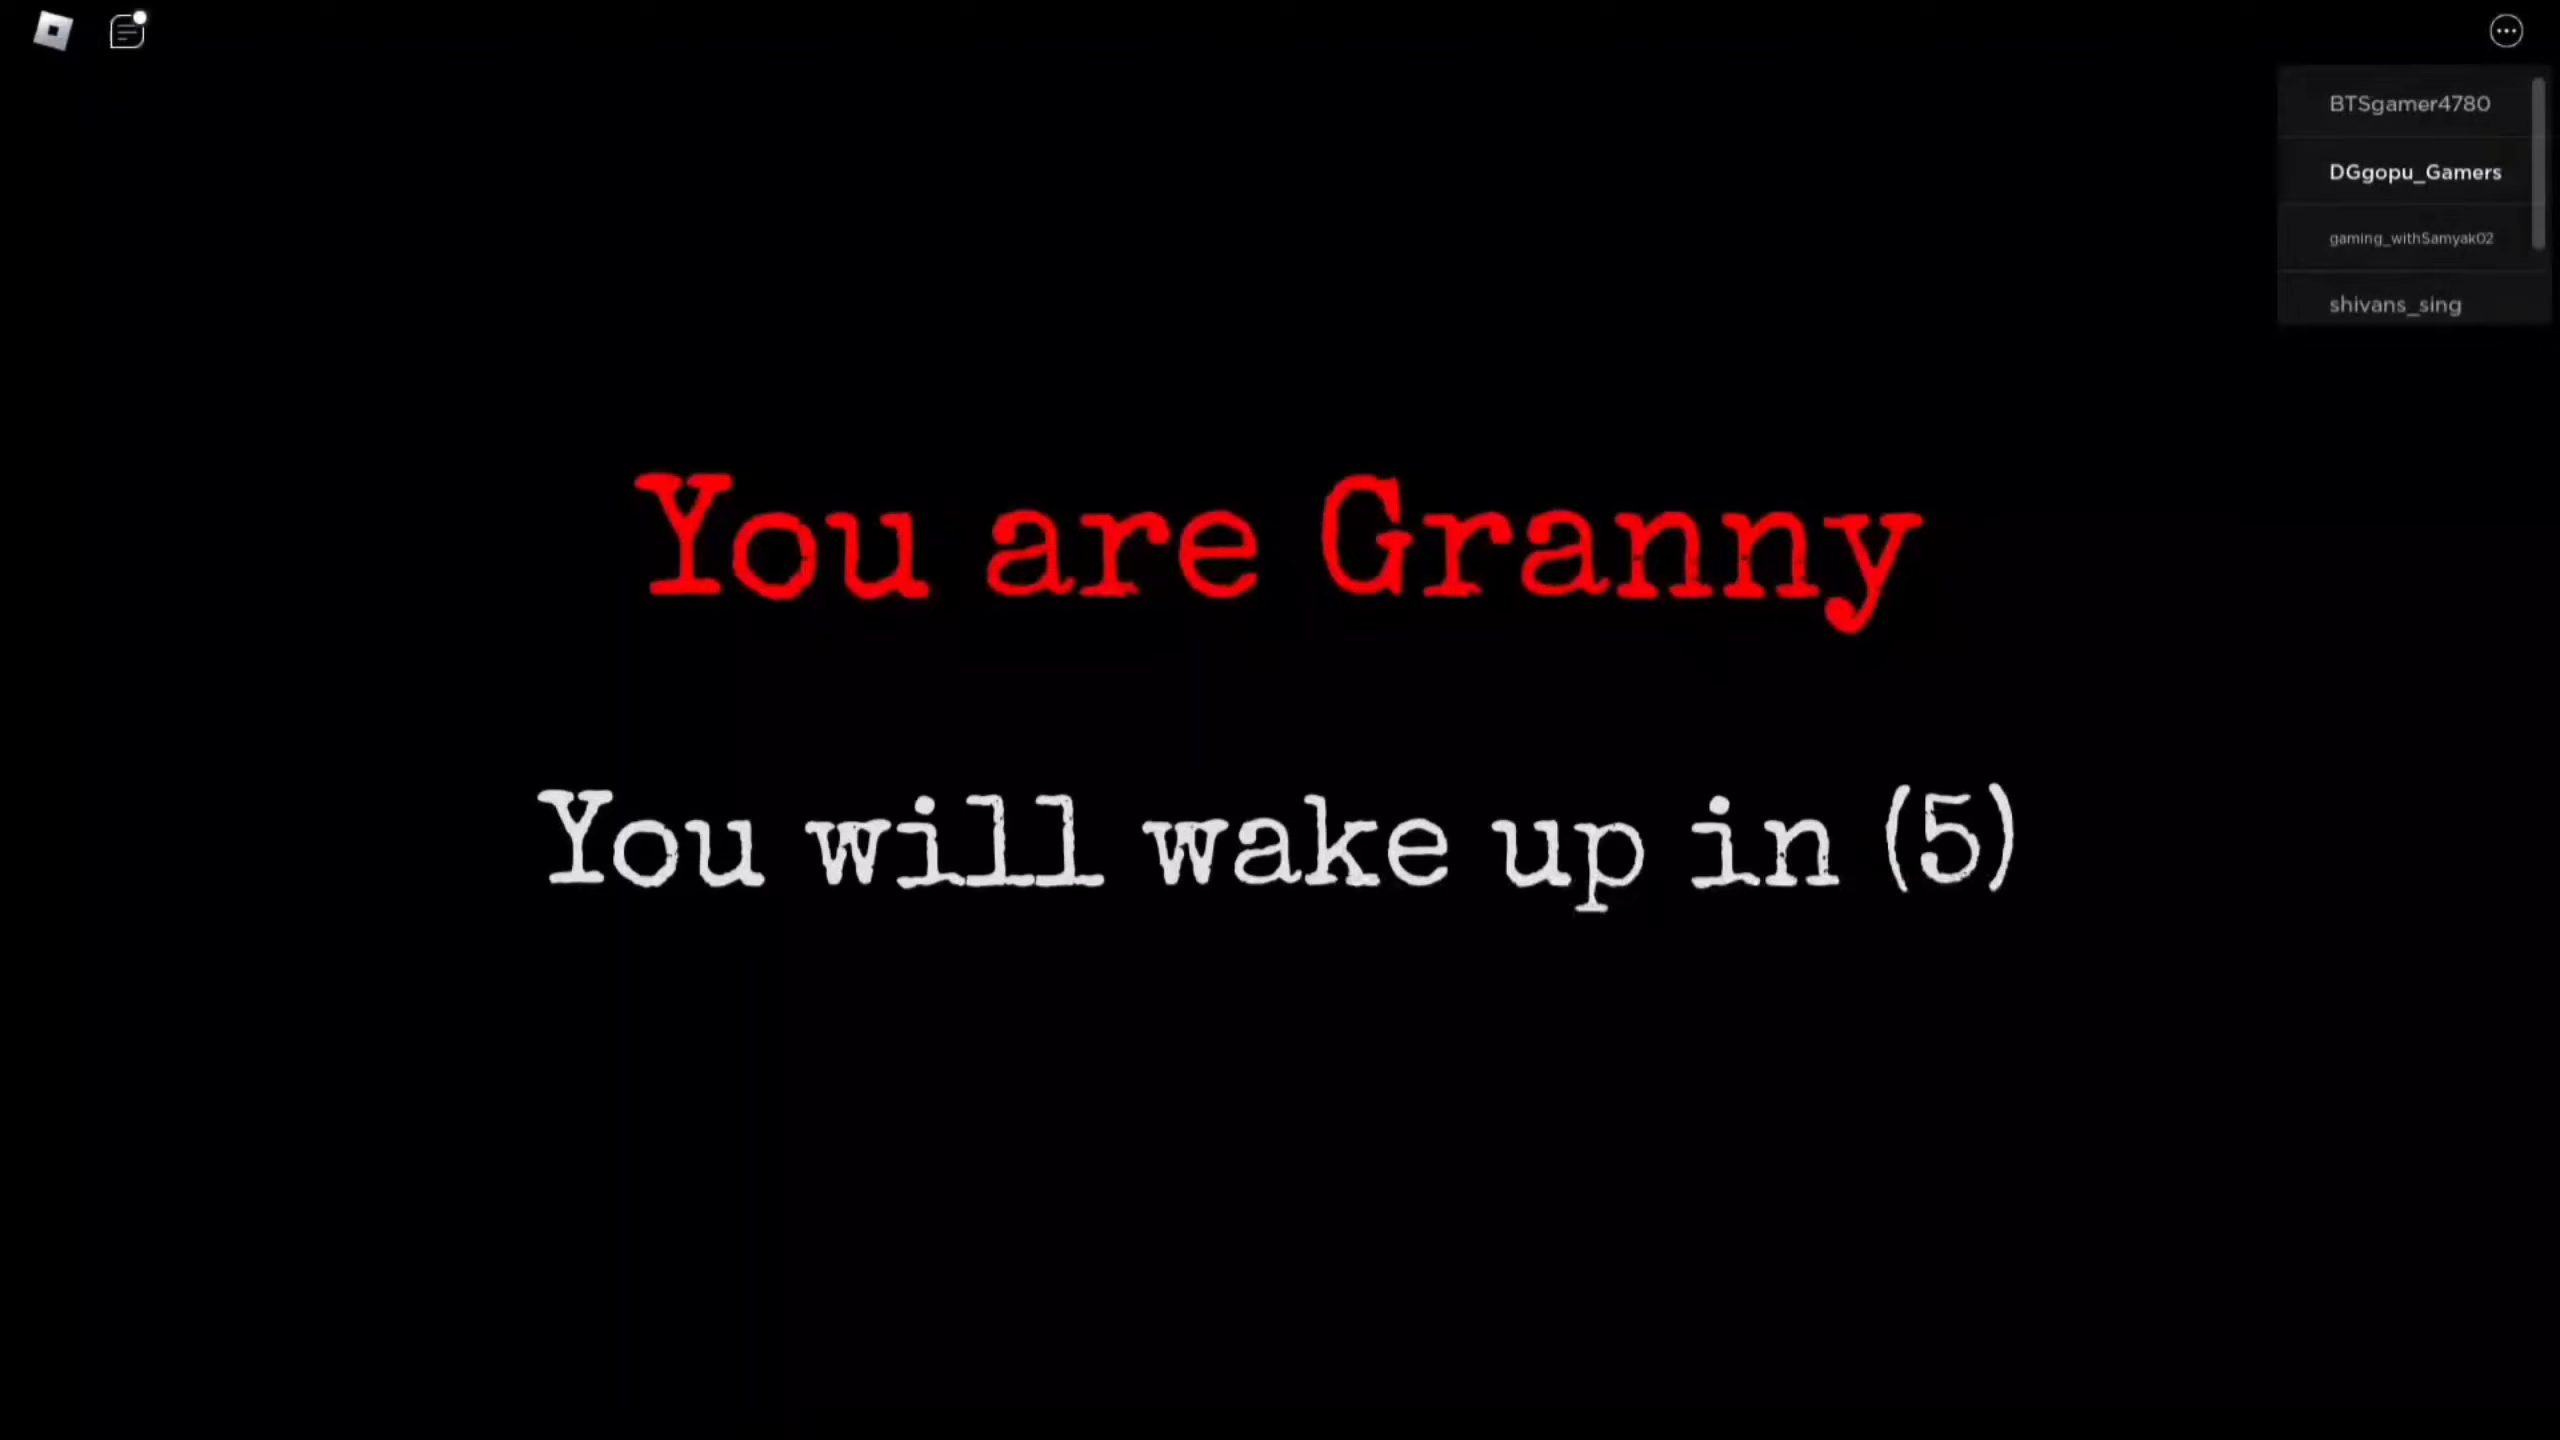 BTSgamer4780
DGgopu_Gamers
gaming_withSamyak02
shivans_sing
You are Granny
You will wake up in (5)